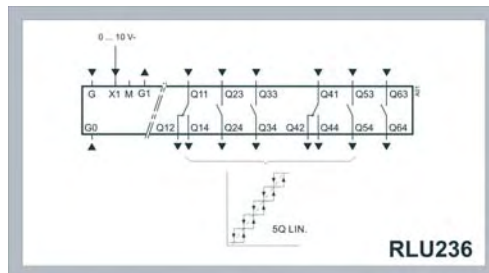 0 ... 10 V-
G X1 M G1 Q11 Q23 Q33 Q41 Q53 Q63
G0 Q12 Q14 Q24 Q34 Q42 Q44 Q54 Q64
5Q LIN.
RLU236